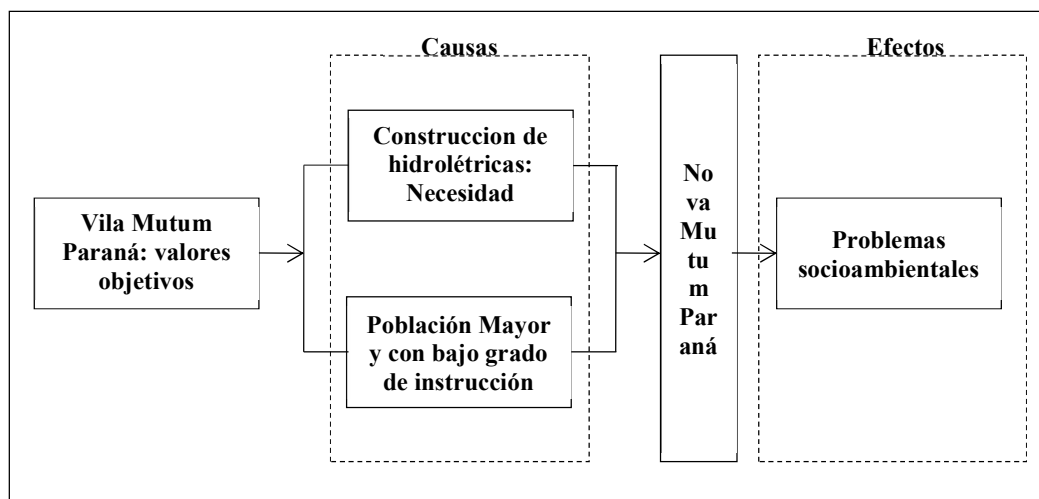 Causas
Efectos
Construccion de
hidrolétricas:
Necesidad
Vila Mutum
Paraná: valores
objetivos
Población Mayor
y con bajo grado
de instrucción
No
va
Mu
tu
m
Par
aná
Problemas
socioambientales